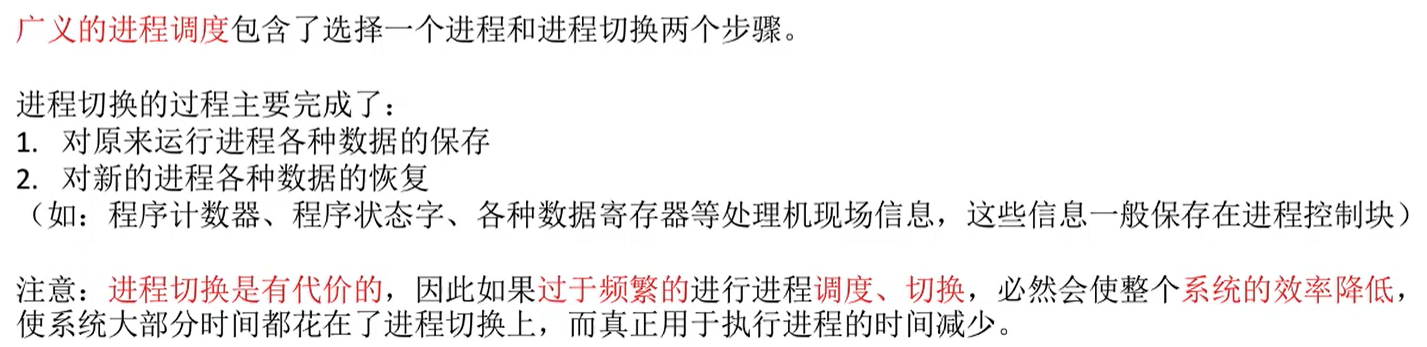 广义的进程调度包含了选择一个进程和进程切换两个步骤。
进程切换的过程主要完成了：
1. 对原来运行进程各种数据的保存
2. 对新的进程各种数据的恢复
（如：程序计数器、程序状态字、各种数据寄存器等处理机现场信息，这些信息一般保存在进程控制块）
注意：进程切换是有代价的，因此如果过于频繁的进行进程调度、切换，必然会使整个系统的效率降低，
使系统大部分时间都花在了进程切换上，而真正用于执行进程的时间减少。